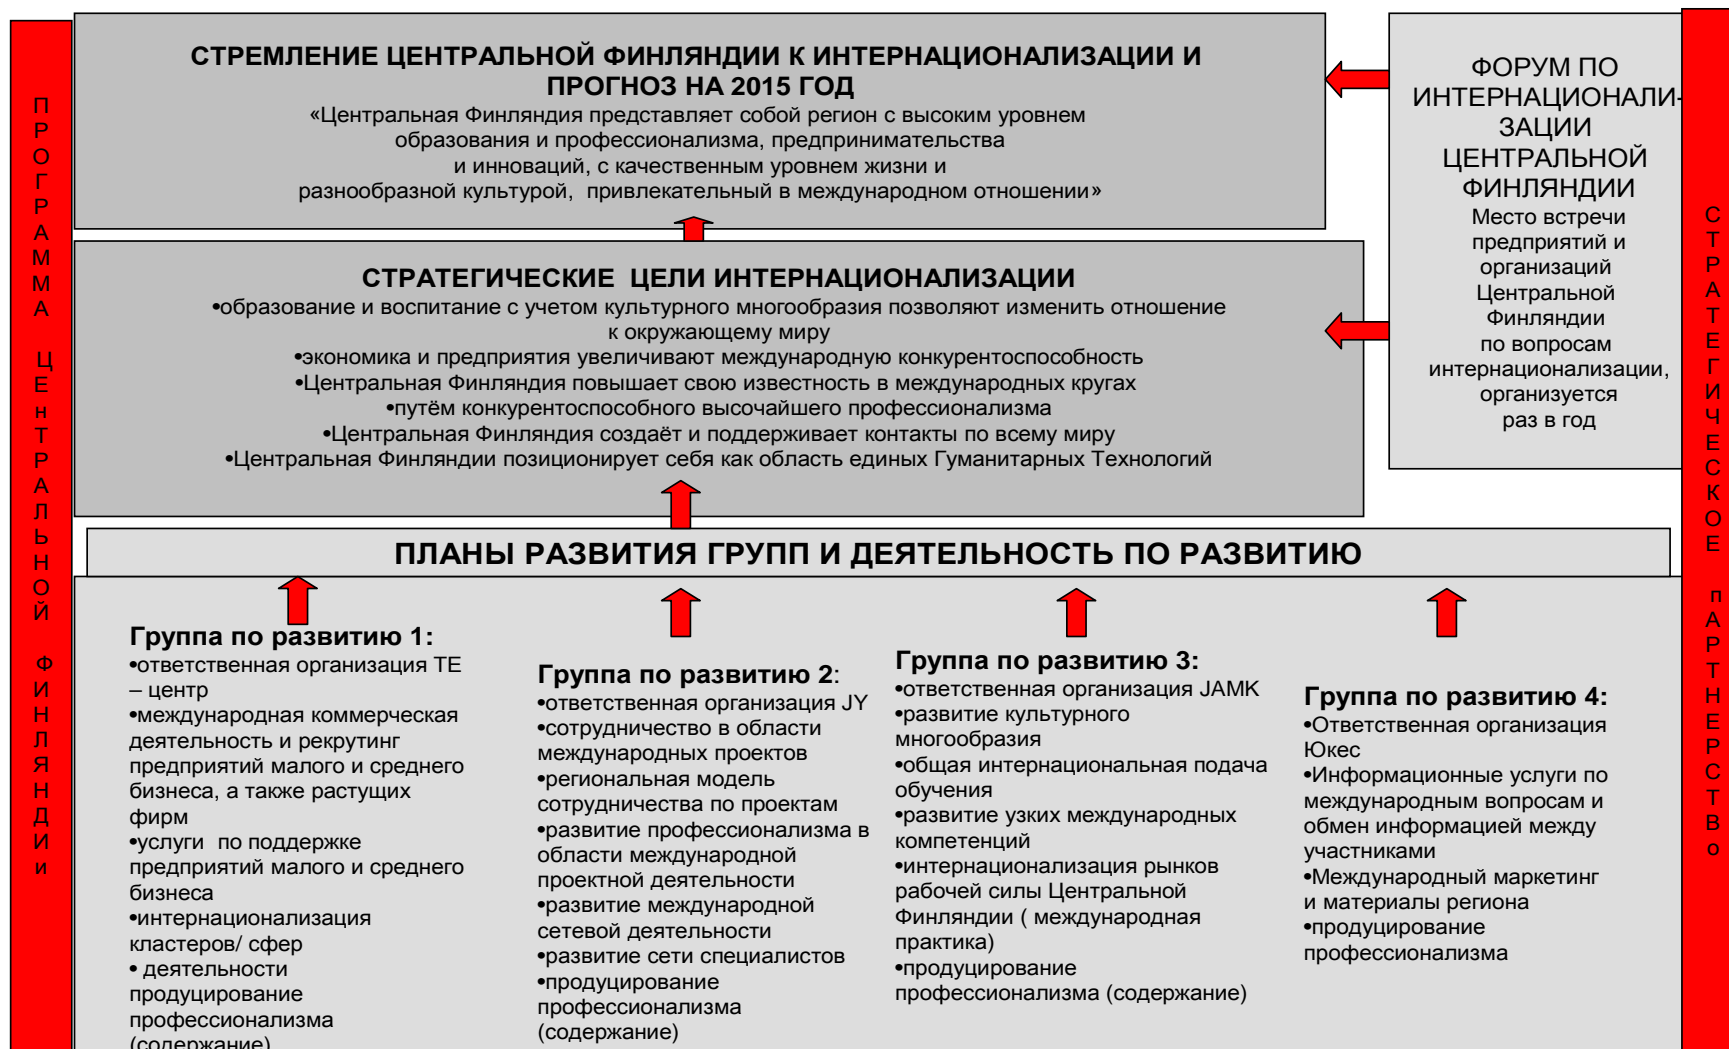 СТРЕМЛЕНИЕ ЦЕНТРАЛЬНОЙ ФИНЛЯНДИИ К ИНТЕРНАЦИОНАЛИЗАЦИИ И
ПРОГНОЗ НА 2015 ГОД
«Центральная Финляндия представляет собой регион с высоким уровнем
образования и профессионализма, предпринимательства
и инноваций, с качественным уровнем жизни и
разнообразной культурой, привлекательный в международном отношении»
ФОРУМ ПО
ИНТЕРНАЦИОНАЛИ-
ЗАЦИИ
ЦЕНТРАЛЬНОЙ
ФИНЛЯНДИИ
Место встречи
предприятий и
организаций
Центральной
Финляндии
по вопросам
интернационализации,
организуется
раз в год
СТРАТЕГИЧЕСКИЕ ЦЕЛИ ИНТЕРНАЦИОНАЛИЗАЦИИ
•образование и воспитание с учетом культурного многообразия позволяют изменить отношение
к окружающему миру
•экономика и предприятия увеличивают международную конкурентоспособность
•Центральная Финляндия повышает свою известность в международных кругах
•путём конкурентоспособного высочайшего профессионализма
•Центральная Финляндия создаёт и поддерживает контакты по всему миру
•Центральная Финляндии позиционирует себя как область единых Гуманитарных Технологий
ПЛАНЫ РАЗВИТИЯ ГРУПП И ДЕЯТЕЛЬНОСТЬ ПО РАЗВИТИЮ
Группа по развитию 1:
•ответственная организация ТЕ
– центр
•международная коммерческая
деятельность и рекрутинг
предприятий малого и среднего
бизнеса, а также растущих
фирм
•услуги по поддержке
предприятий малого и среднего
бизнеса
•интернационализация
кластеров/ сфер
• деятельности
продуцирование
профессионализма
(содержание)
Группа по развитию 2:
•ответственная организация JY
•сотрудничество в области
международных проектов
•региональная модель
сотрудничества по проектам
•развитие профессионализма в
области международной
проектной деятельности
•развитие международной
сетевой деятельности
•развитие сети специалистов
•продуцирование
профессионализма
(содержание)
Группа по развитию 3:
•ответственная организация JAMK
•развитие культурного
многообразия
•общая интернациональная подача
обучения
•развитие узких международных
компетенций
•интернационализация рынков
рабочей силы Центральной
Финляндии ( международная
практика)
•продуцирование
профессионализма (содержание)
Группа по развитию 4:
•Ответственная организация
Юкес
•Информационные услуги по
международным вопросам и
обмен информацией между
участниками
•Международный маркетинг
и материалы региона
•продуцирование
профессионализма
ПРОГРАММА ЦЕнТРАЛЬНОЙ ФИНЛЯНДИи
СТРАТЕГИЧЕСКОЕ пАРТНЕРСТВо